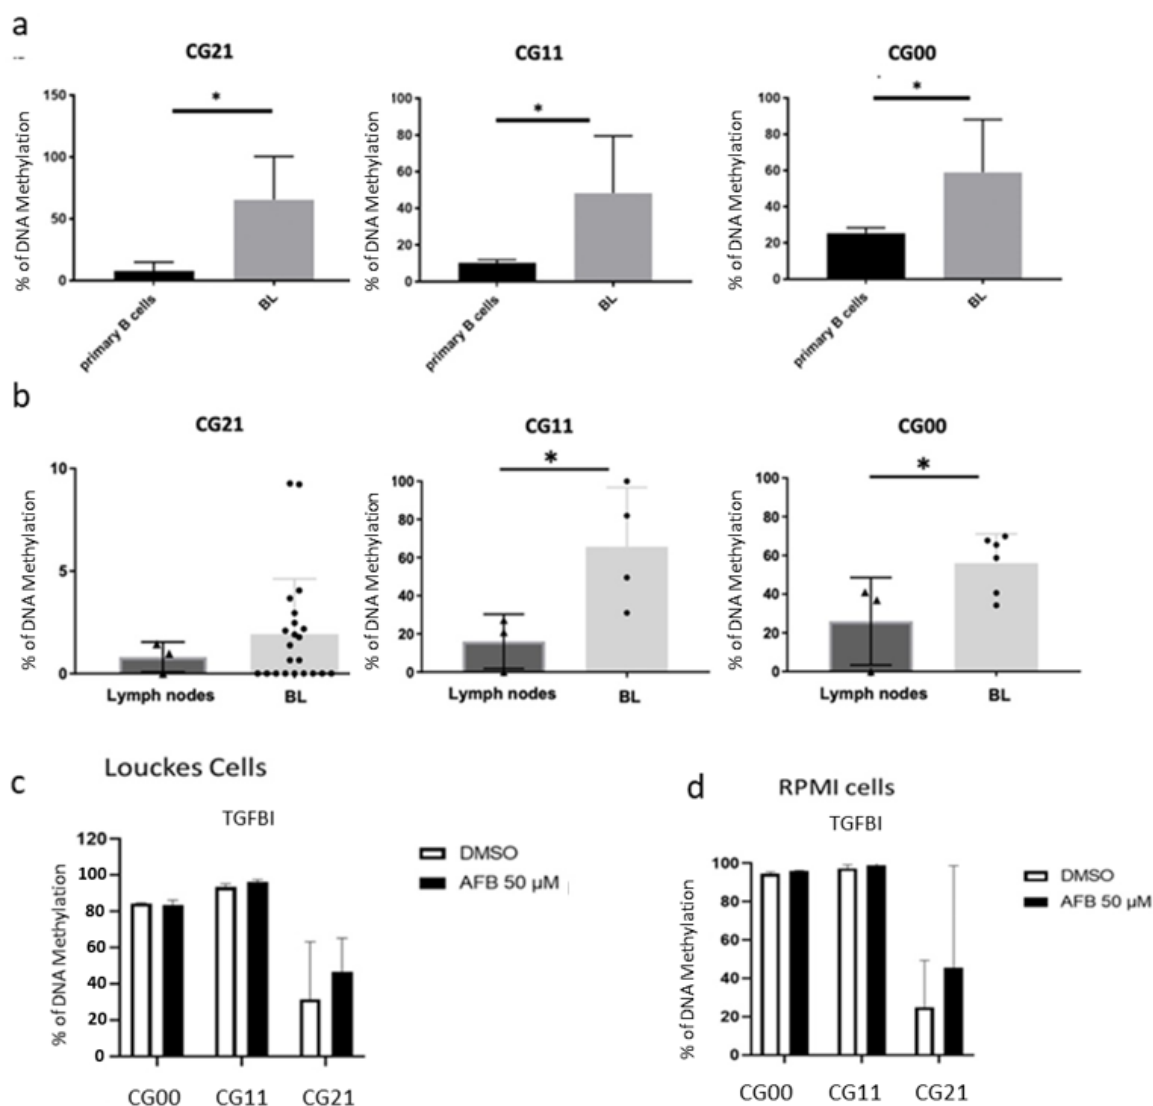 a
CG21
CG11
CG00
*
*
*
% of DNA Methylation
150
100
50
0
primary B cells
BL
% of DNA Methylation
100
80
60
40
20
0
primary B cells
BL
% of DNA Methylation
100
80
60
40
20
0
primary B cells
BL
b
CG21
CG11
CG00
*
*
% of DNA Methylation
10
5
0
Lymph nodes
BL
% of DNA Methylation
100
80
60
40
20
0
Lymph nodes
BL
% of DNA Methylation
100
80
60
40
20
0
Lymph nodes
BL
c
Louckes Cells
TGFBI
% of DNA Methylation
120
100
80
60
40
20
0
CG00 CG11 CG21
DMSO
AFB 50 µM
d
RPMI cells
TGFBI
% of DNA Methylation
100
80
60
40
20
0
CG00 CG11 CG21
DMSO
AFB 50 µM